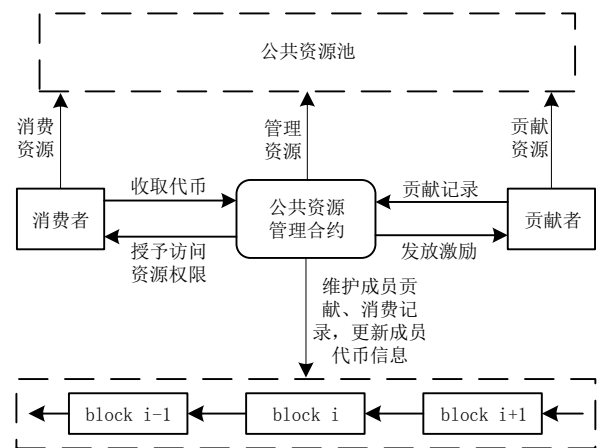 公共资源池
消费
资源
管理
资源
贡献
资源
收取代币
贡献记录
消费者
公共资源
管理合约
贡献者
授予访问
资源权限
发放激励
维护成员贡
献、消费记
录，更新成员
代币信息
block i-1
block i
block i+1